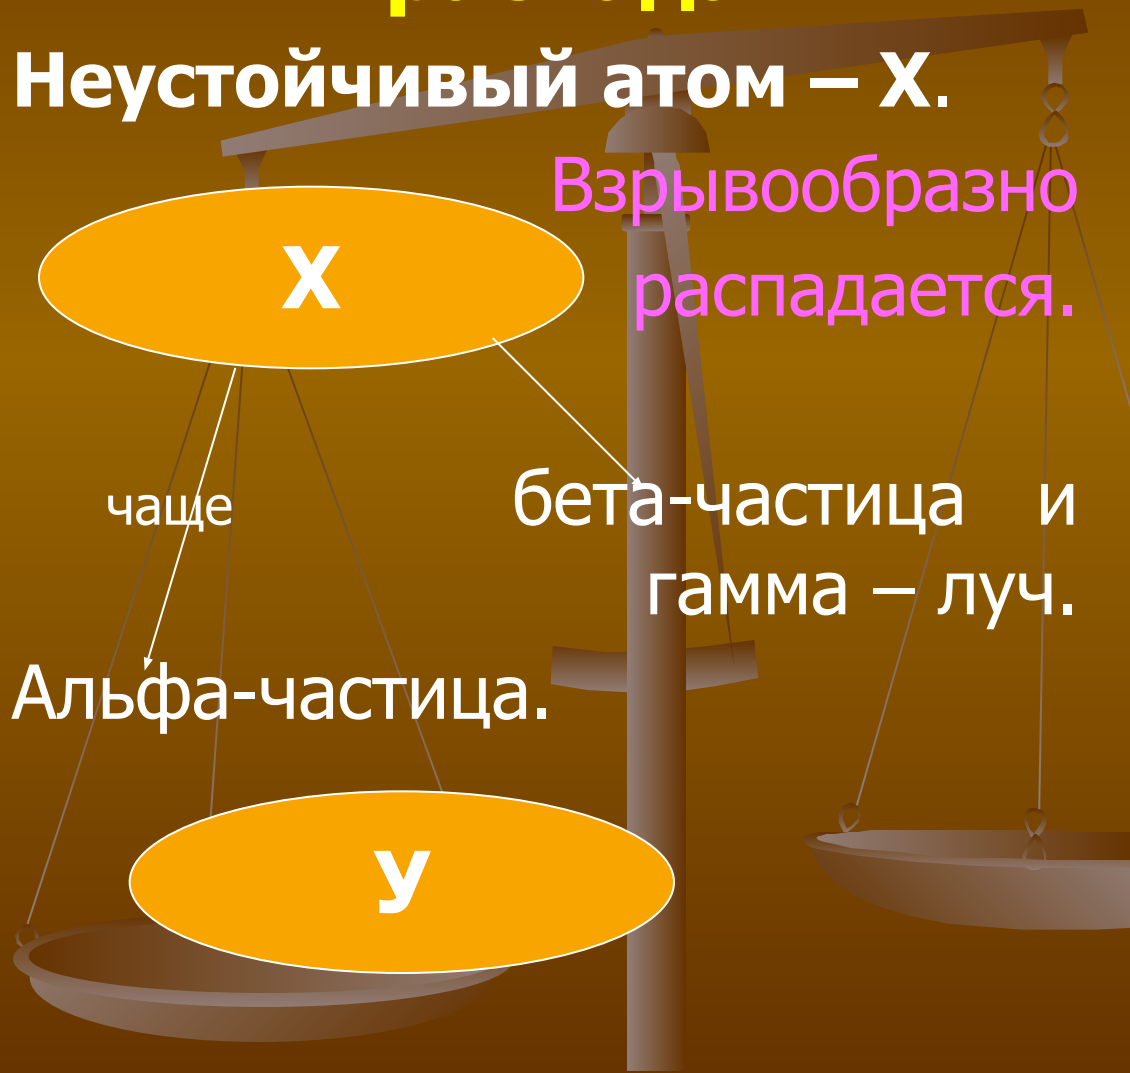 Неустойчивый атом – Х.
Взрывообразно
распадается.
Х
чаще
бета-частица и
гамма – луч.
Альфа-частица.
У